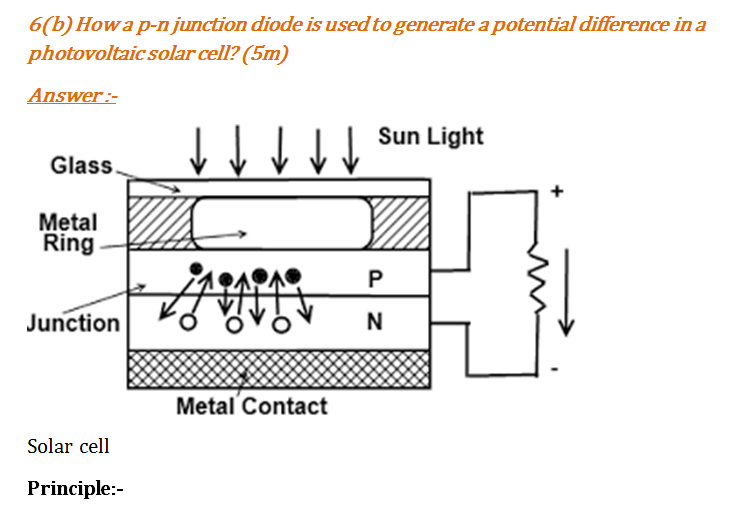 6(b) How a p-n junction diode is used to generate a potential difference in a
photovoltaic solar cell? (5m)
Answer:-
Sun Light
Glass
+
Metal
Ring
P
Junction
N
-
Metal Contact
Solar cell
Principle:-